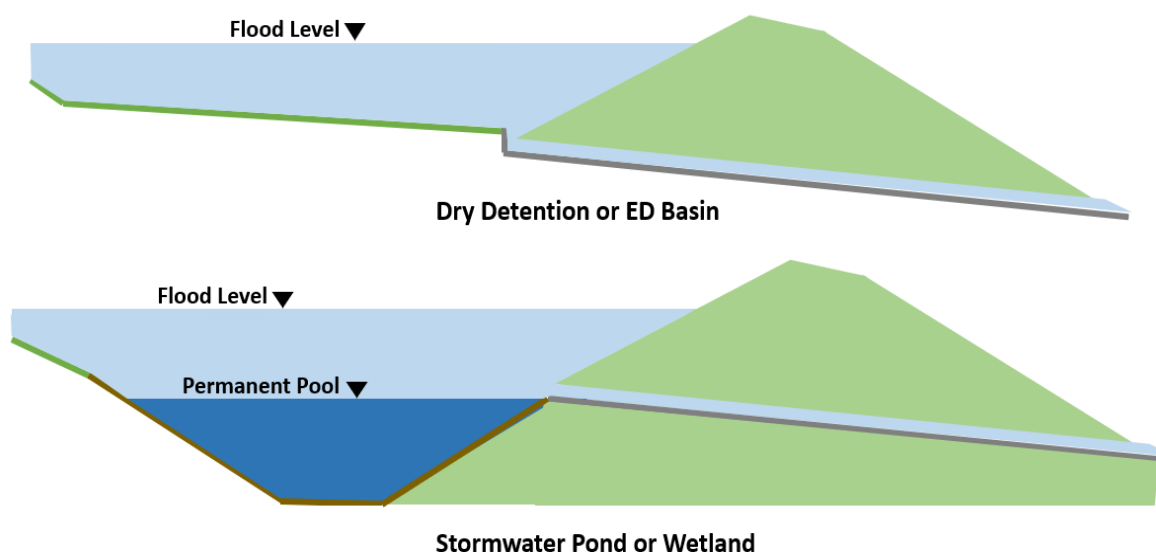 Flood Level
Dry Detention or ED Basin
Flood Level
Permanent Pool
Stormwater Pond or Wetland